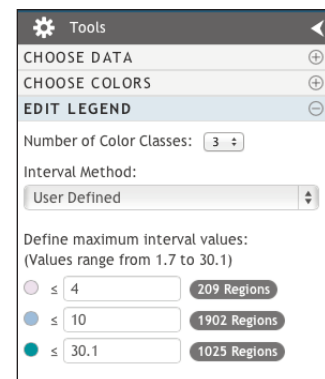 Tools
CHOOSE DATA
CHOOSE COLORS
EDIT LEGEND
Number of Color Classes: 3
Interval Method:
User Defined
Define maximum interval values:
(Values range from 1.7 to 30.1)
≤ 4 209 Regions
≤ 10 1902 Regions
≤ 30.1 1025 Regions